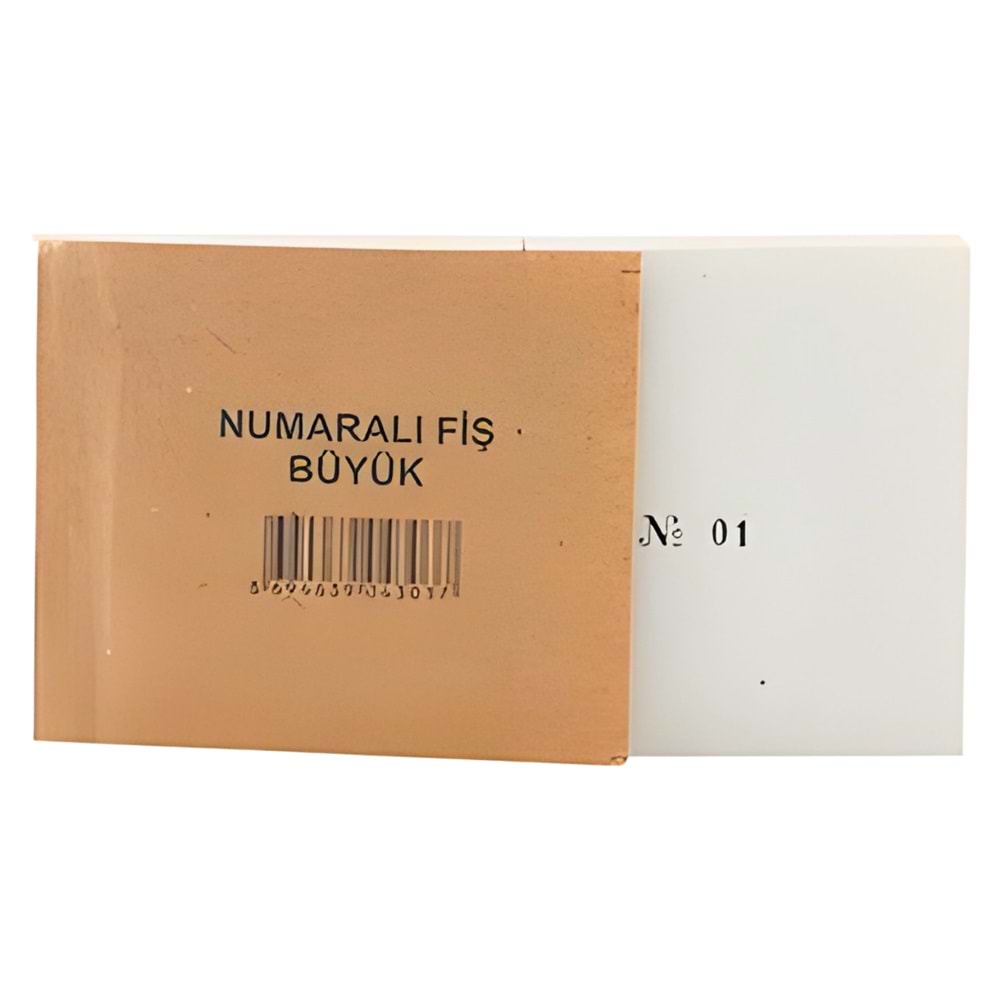 NUMARALI FİŞ
BÜYÜK
№ 01